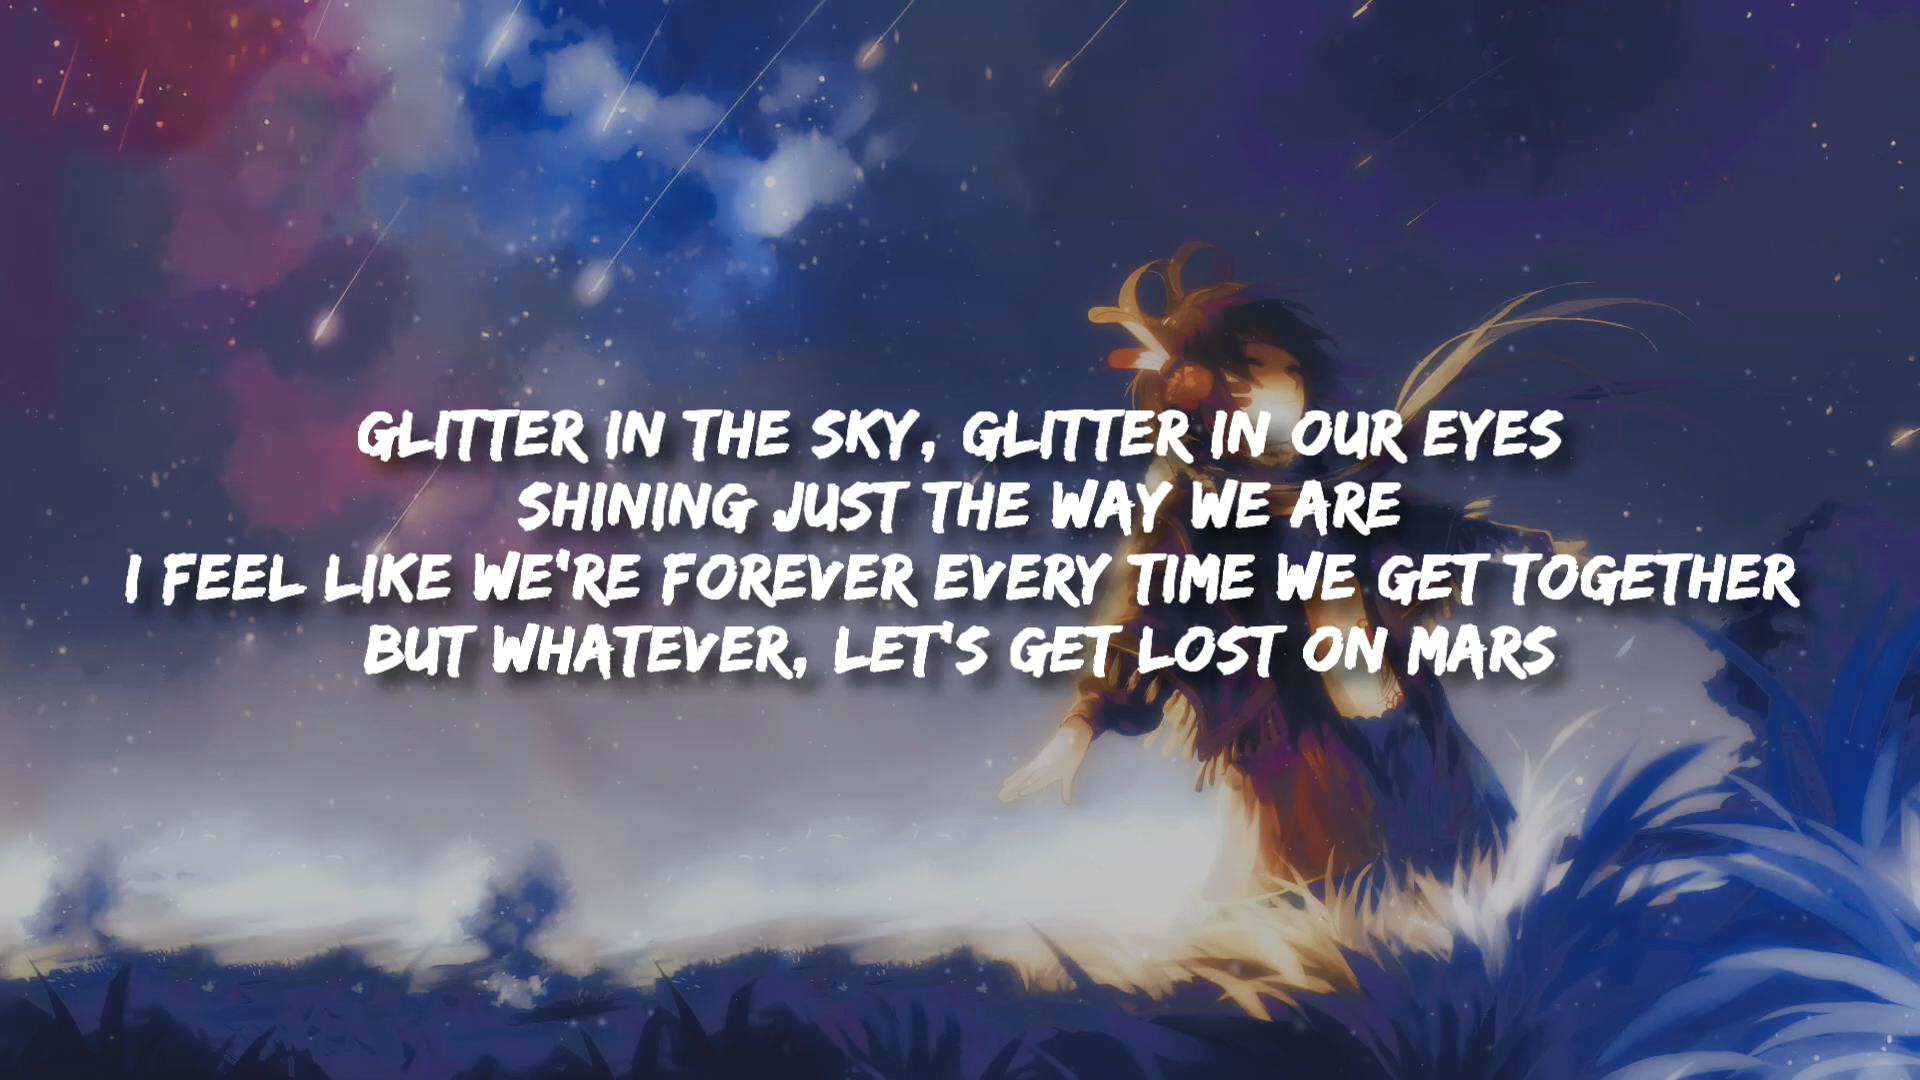 GLITTER IN THE SKY, GLITTER IN OUR EYES
SHINING JUST THE WAY WE ARE
I FEEL LIKE WE'RE FOREVER EVERY TIME WE GET TOGETHER
BUT WHATEVER, LET'S GET LOST ON MARS